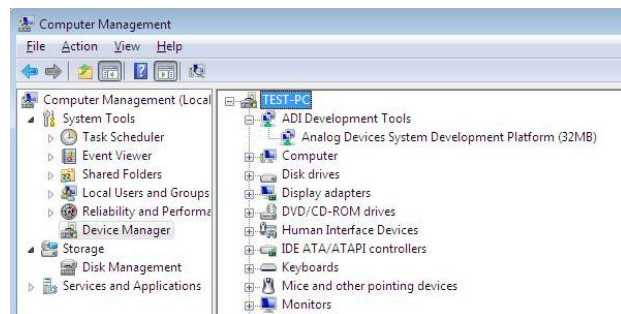 Computer Management
File Action View Help
Computer Management (Local
System Tools
Task Scheduler
Event Viewer
Shared Folders
Local Users and Groups
Reliability and Performa
Device Manager
Storage
Disk Management
Services and Applications
TEST-PC
ADI Development Tools
Analog Devices System Development Platform (32MB)
Computer
Disk drives
Display adapters
DVD/CD-ROM drives
Human Interface Devices
IDE ATA/ATAPI controllers
Keyboards
Mice and other pointing devices
Monitors